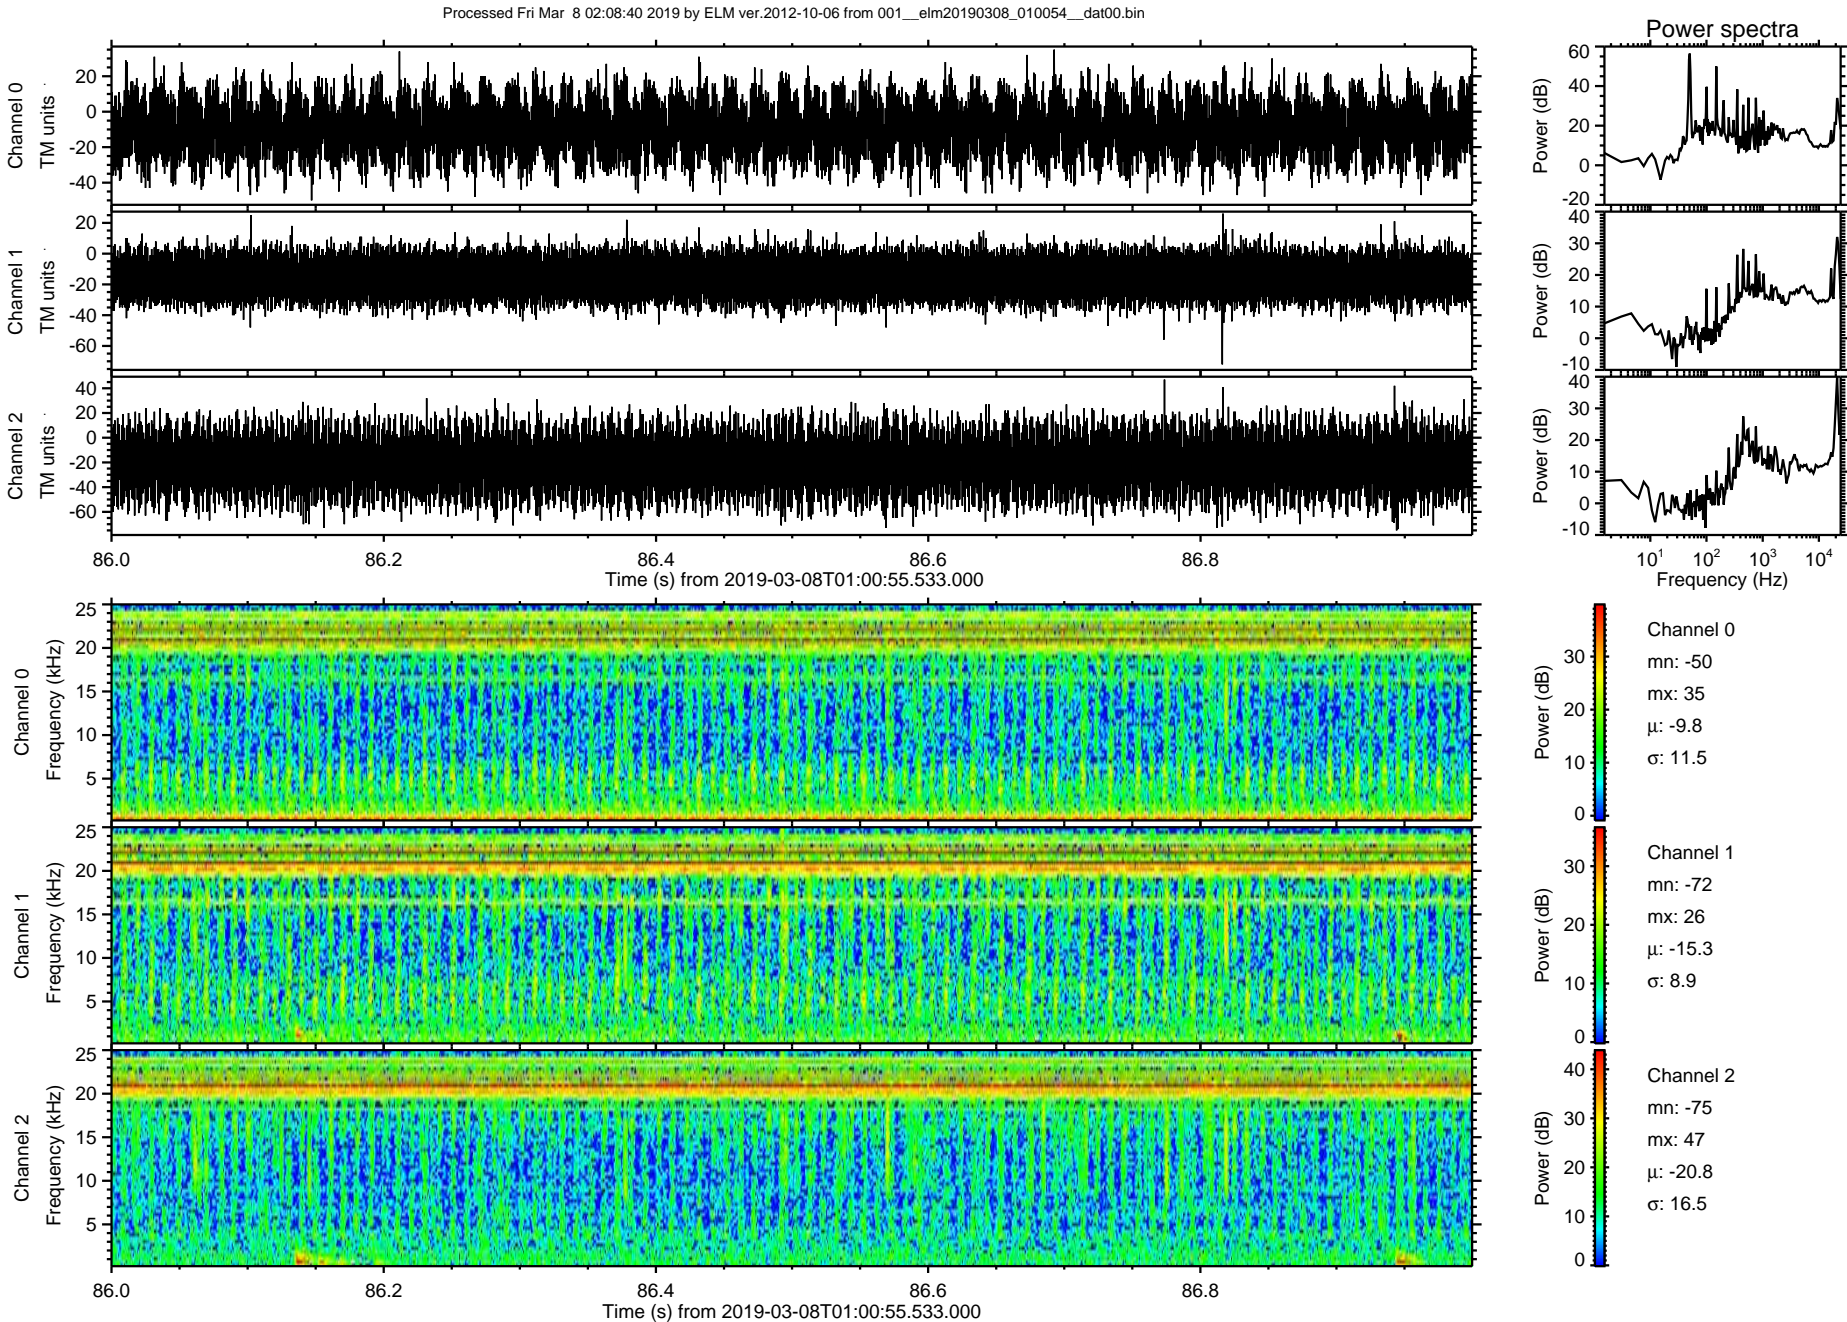 Processed Fri Mar  8 02:08:40 2019 by ELM ver.2012-10-06 from 001__elm20190308_010054__dat00.bin
Power spectra
Channel 0
TM units
20
0
-20
-40
Power (dB)
60
40
20
0
-20
Channel 1
TM units
20
0
-20
-40
-60
Power (dB)
40
30
20
10
0
-10
Channel 2
TM units
40
20
0
-20
-40
-60
Power (dB)
40
30
20
10
0
-10
86.0 86.2 86.4 86.6 86.8
Time (s) from 2019-03-08T01:00:55.533.000
10^1 10^2 10^3 10^4
Frequency (Hz)
Channel 0
Frequency (kHz)
25
20
15
10
5
Power (dB)
30
20
10
0
Channel 0
mn: -50
mx: 35
µ: -9.8
σ: 11.5
Channel 1
Frequency (kHz)
25
20
15
10
5
Power (dB)
30
20
10
0
Channel 1
mn: -72
mx: 26
µ: -15.3
σ: 8.9
Channel 2
Frequency (kHz)
25
20
15
10
5
Power (dB)
40
30
20
10
0
Channel 2
mn: -75
mx: 47
µ: -20.8
σ: 16.5
86.0 86.2 86.4 86.6 86.8
Time (s) from 2019-03-08T01:00:55.533.000